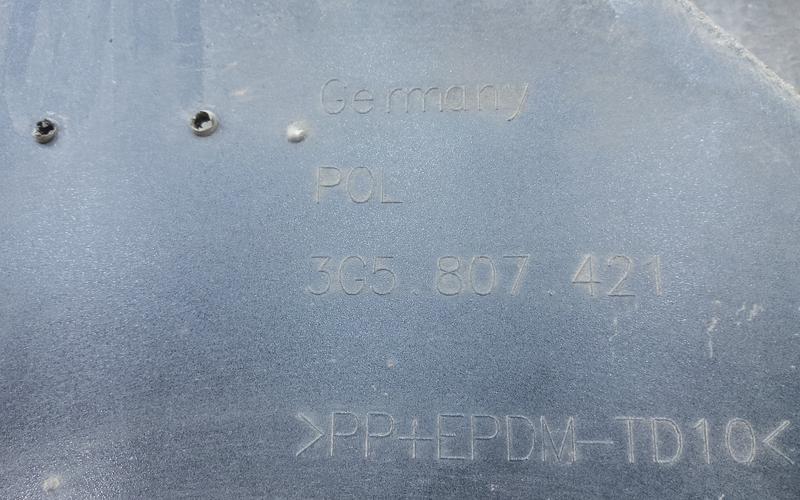 Germany
POL
3G5.807.421
>PP+EPDM-TD10<